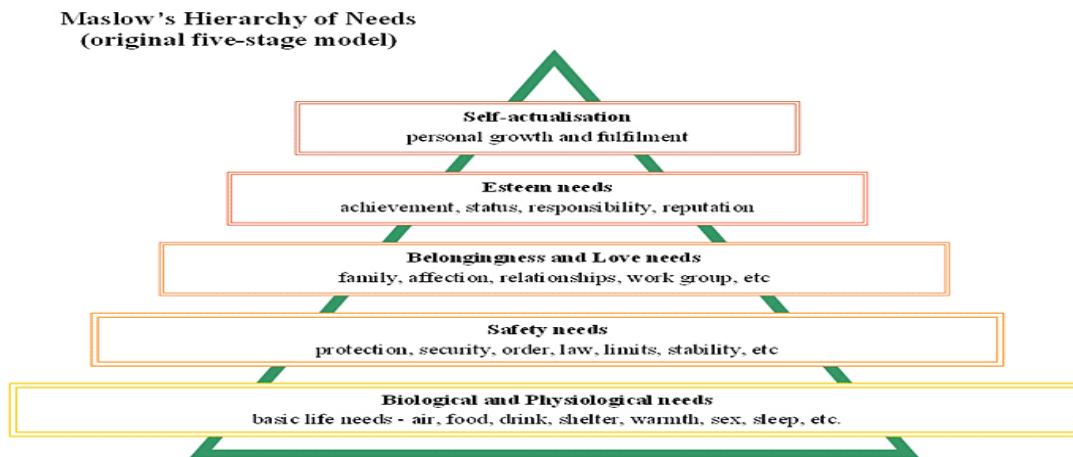 Maslow's Hierarchy of Needs
(original five-stage model)
Self-actualisation
personal growth and fulfilment
Esteem needs
achievement, status, responsibility, reputation
Belongingness and Love needs
family, affection, relationships, work group, etc
Safety needs
protection, security, order, law, limits, stability, etc
Biological and Physiological needs
basic life needs - air, food, drink, shelter, warmth, sex, sleep, etc.